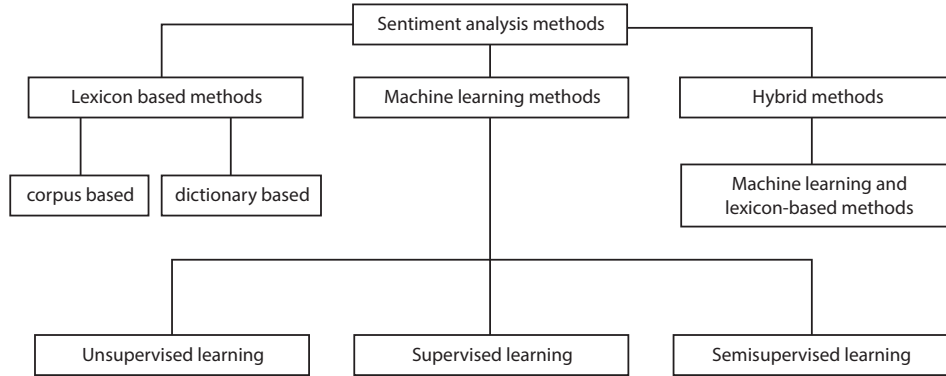 Sentiment analysis methods
Lexicon based methods
Machine learning methods
Hybrid methods
corpus based
dictionary based
Machine learning and
lexicon-based methods
Unsupervised learning
Supervised learning
Semisupervised learning